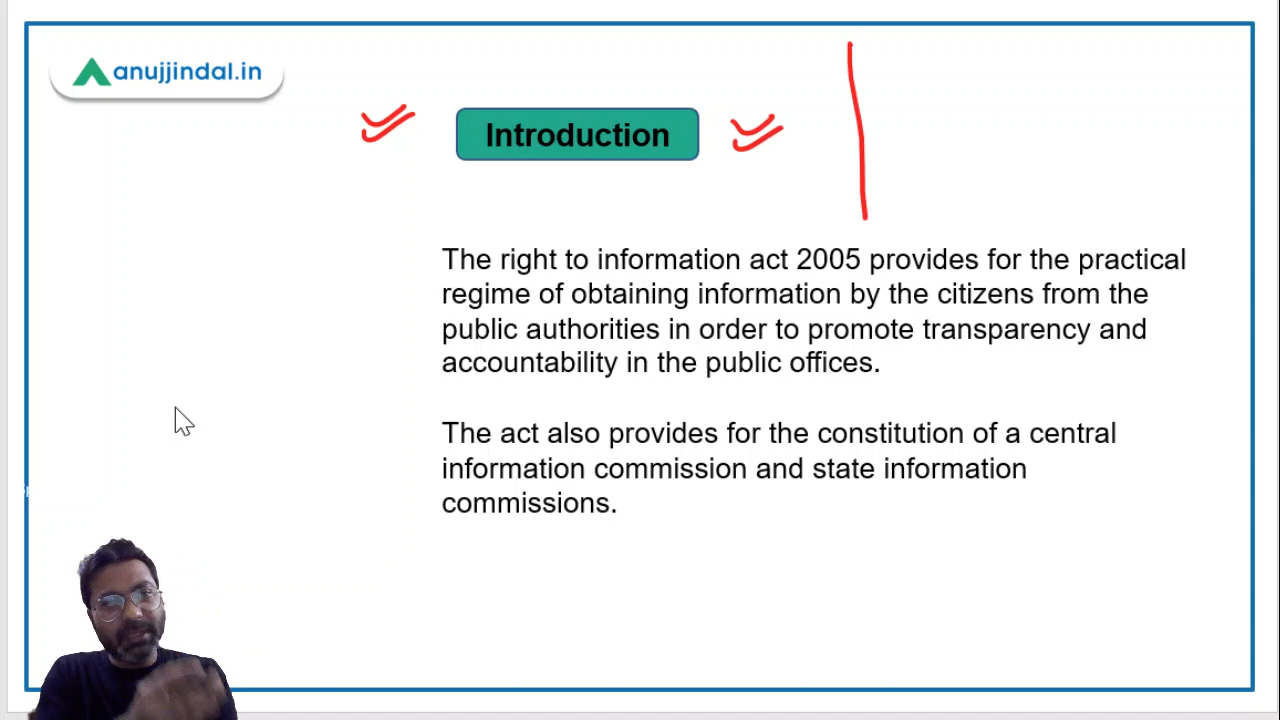 anujjindal.in
Introduction
The right to information act 2005 provides for the practical
regime of obtaining information by the citizens from the
public authorities in order to promote transparency and
accountability in the public offices.
The act also provides for the constitution of a central
information commission and state information
commissions.